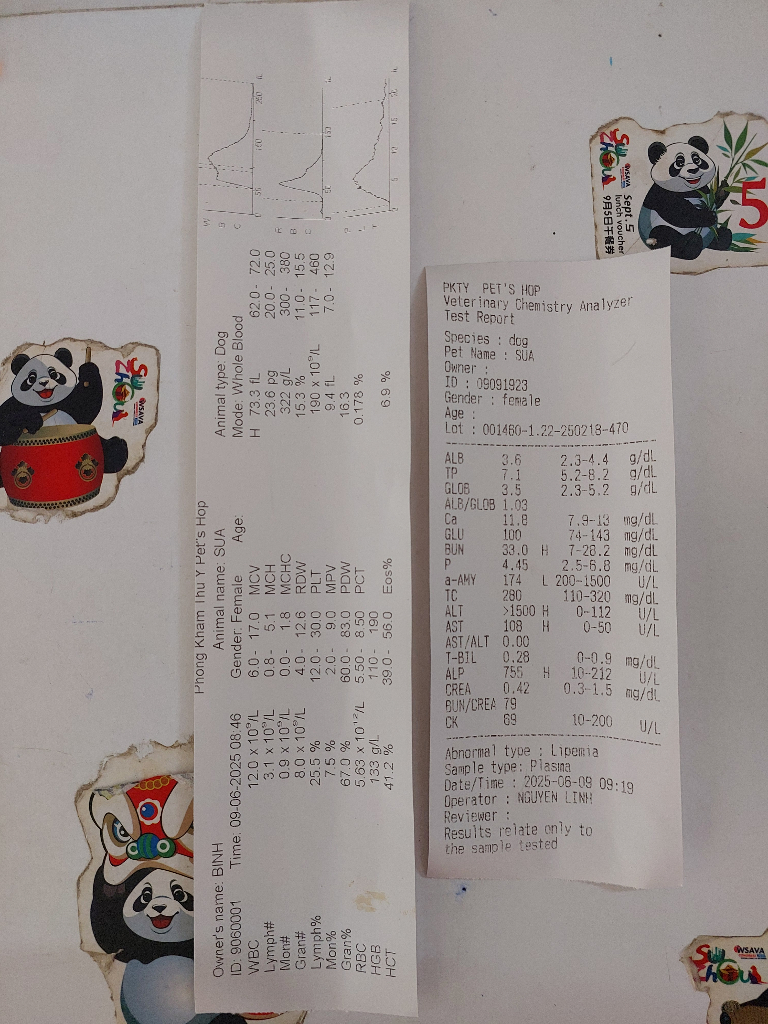 Phong Kham Thu Y Pet's Hop
Owner's name: BINH Animal name: SUA Animal type: Dog
ID: 9060001 Time: 09-06-2025 08:46 Gender: Female Age: Mode: Whole Blood
WBC 12.0 x 10⁹/L 6.0 - 17.0 MCV H 73.3 fL 62.0 - 72.0
Lymph# 3.1 x 10⁹/L 0.8 - 5.1 MCH 23.6 pg 20.0 - 25.0
Mon# 0.9 x 10⁹/L 0.0 - 1.8 MCHC 322 g/L 300 - 380
Gran# 8.0 x 10⁹/L 4.0 - 12.6 RDW 15.3 % 11.0 - 15.5
Lymph% 25.5 % 12.0 - 30.0 PLT 190 x 10⁹/L 117 - 460
Mon% 7.5 % 2.0 - 9.0 MPV 9.4 fL 7.0 - 12.9
Gran% 67.0 % 60.0 - 83.0 PDW 16.3
RBC 5.63 x 10¹²/L 5.50 - 8.50 PCT 0.178 %
HGB 133 g/L 110 - 190
HCT 41.2 % 39.0 - 56.0 Eos% 6.9 %
PKTY PET'S HOP
Veterinary Chemistry Analyzer
Test Report
Species : dog
Pet Name : SUA
Owner :
ID : 09091923
Gender : female
Age :
Lot : 001460-1.22-250218-470
ALB 3.6 2.3-4.4 g/dL
TP 7.1 5.2-8.2 g/dL
GLOB 3.5 2.3-5.2 g/dL
ALB/GLOB 1.03
Ca 11.8 7.9-13 mg/dL
GLU 100 74-143 mg/dL
BUN 33.0 H 7-28.2 mg/dL
P 4.45 2.5-6.8 mg/dL
a-AMY 174 L 200-1500 U/L
TC 280 110-320 mg/dL
ALT >1500 H 0-112 U/L
AST 108 H 0-50 U/L
AST/ALT 0.00
T-BIL 0.28 0-0.9 mg/dL
ALP 755 H 10-212 U/L
CREA 0.42 0.3-1.5 mg/dL
BUN/CREA 79
CK 69 10-200 U/L
Abnormal type : Lipemia
Sample type: Plasma
Date/Time : 2025-06-09 09:19
Operator : NGUYEN LINH
Reviewer :
Results relate only to
the sample tested
SUZHOU
WSAVA
Sept. 5
lunch voucher
9月5日午餐券
5
SUZHOU
WSAVA
SUZHOU
WSAVA